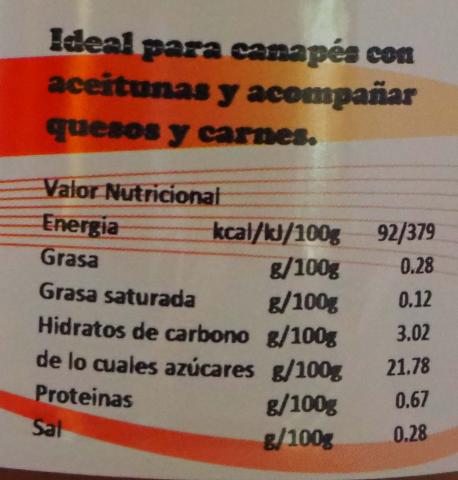 Ideal para canapés con
aceitunas y acompañar
quesos y carnes.
Valor Nutricional
Energia kcal/kJ/100g 92/379
Grasa g/100g 0.28
Grasa saturada g/100g 0.12
Hidratos de carbono g/100g 3.02
de lo cuales azúcares g/100g 21.78
Proteinas g/100g 0.67
Sal g/100g 0.28